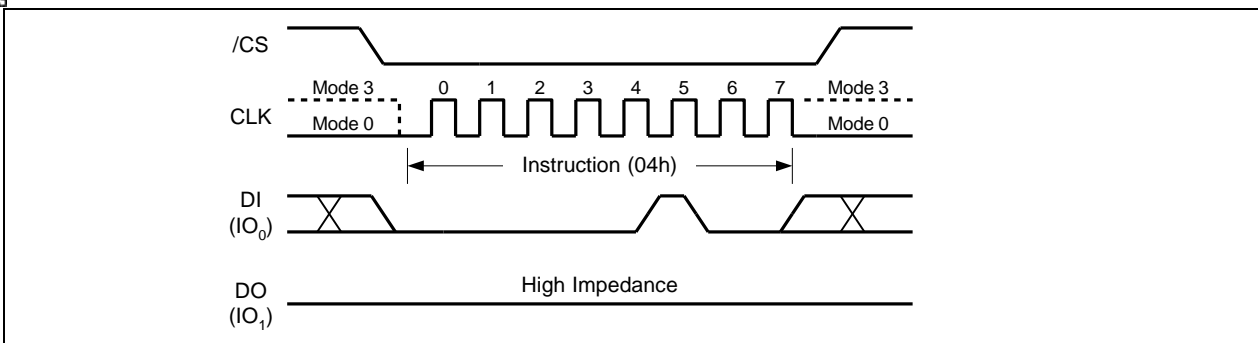 /CS
Mode 3 0 1 2 3 4 5 6 7 Mode 3
CLK
Mode 0 Mode 0
Instruction (04h)
DI
(IO₀)
High Impedance
DO
(IO₁)